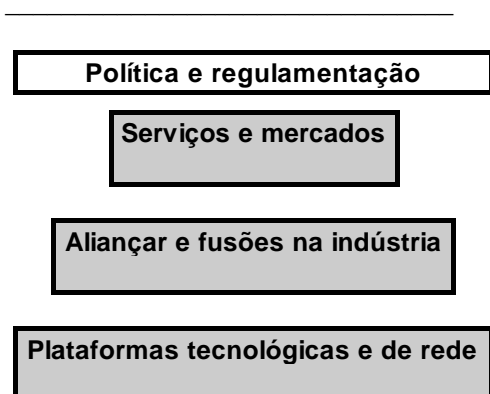 Política e regulamentação
Serviços e mercados
Aliançar e fusões na indústria
Plataformas tecnológicas e de rede